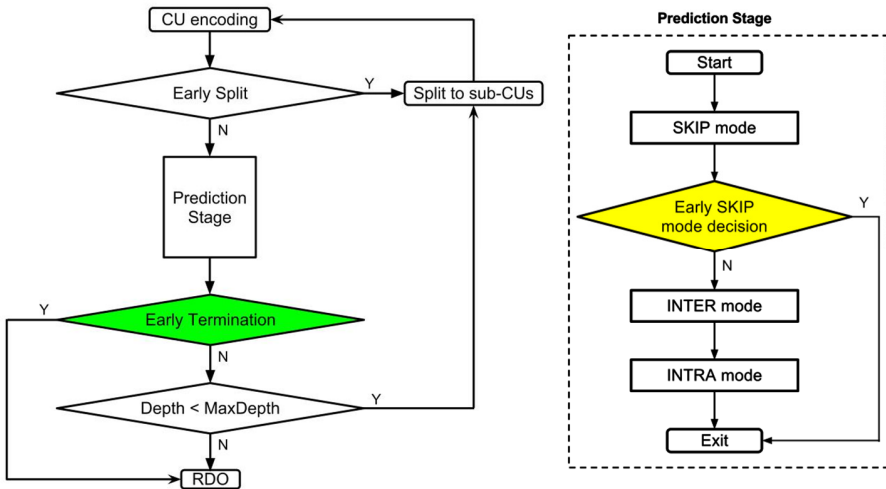 CU encoding
Early Split
Y
Split to sub-CUs
N
Prediction
Stage
Y
Early Termination
N
Depth < MaxDepth
Y
N
RDO
Prediction Stage
Start
SKIP mode
Early SKIP
mode decision
Y
N
INTER mode
INTRA mode
Exit